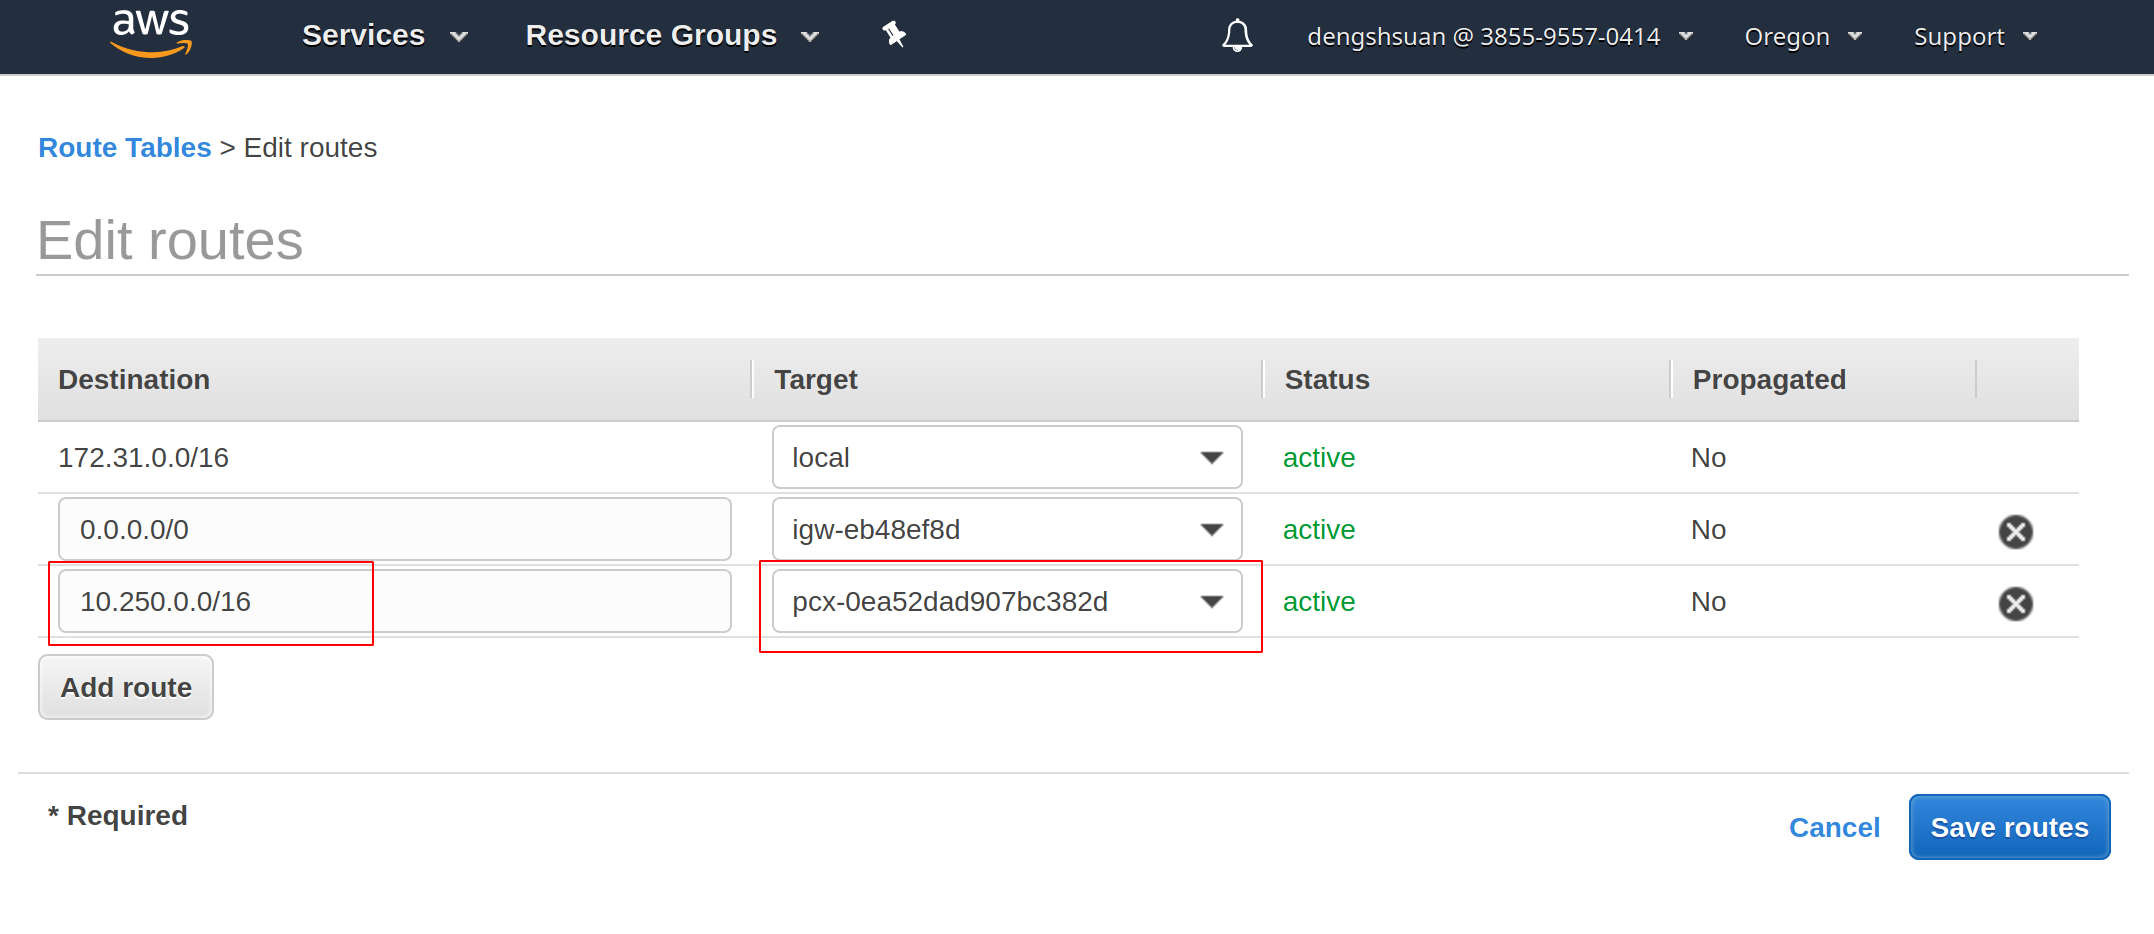 aws Services Resource Groups dengshsuan @ 3855-9557-0414 Oregon Support
Route Tables > Edit routes
Edit routes
Destination Target Status Propagated
172.31.0.0/16 local active No
0.0.0.0/0 igw-eb48ef8d active No
10.250.0.0/16 pcx-0ea52dad907bc382d active No
Add route
* Required
Cancel Save routes